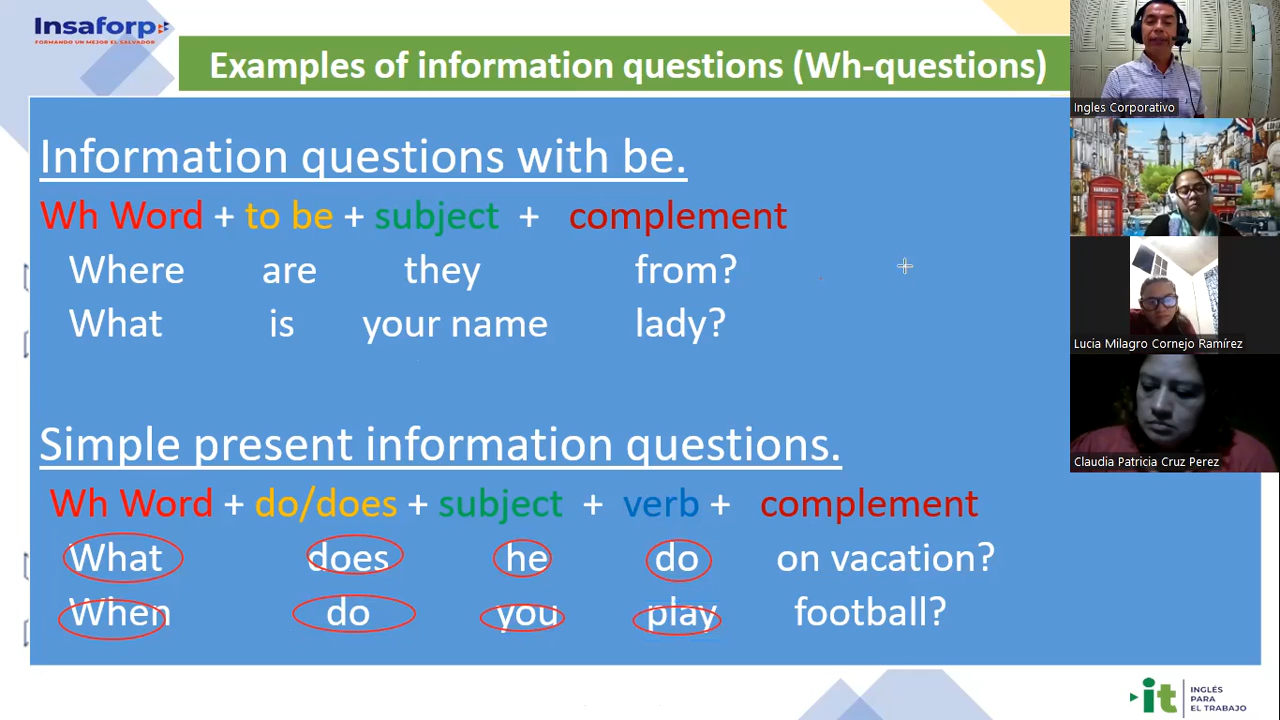 Insaforp
FORMANDO UN MEJOR EL SALVADOR
Examples of information questions (Wh-questions)
Information questions with be.
Wh Word + to be + subject + complement
Where are they from?
What is your name lady?
Simple present information questions.
Wh Word + do/does + subject + verb + complement
What does he do on vacation?
When do you play football?
Ingles Corporativo
Lucia Milagro Cornejo Ramírez
Claudia Patricia Cruz Perez
it
INGLÉS
PARA
EL TRABAJO